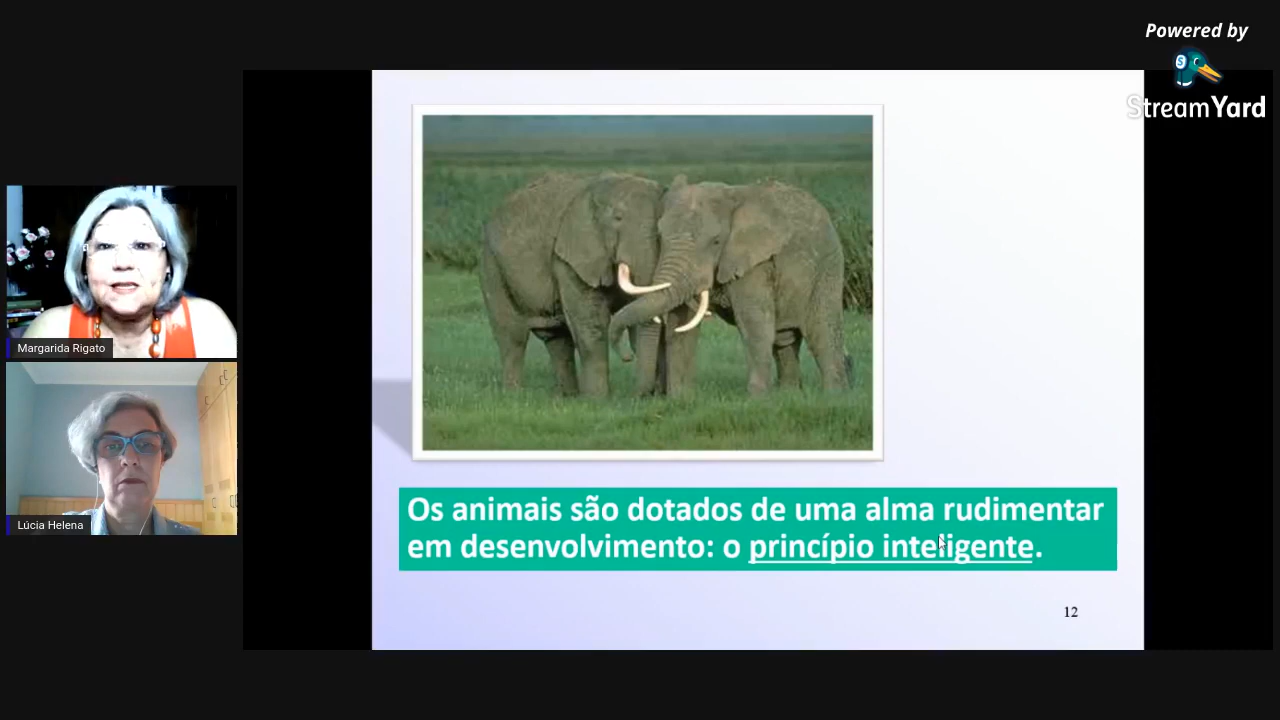 Powered by
StreamYard
Margarida Rigato
Lúcia Helena
Os animais são dotados de uma alma rudimentar
em desenvolvimento: o princípio inteligente.
12